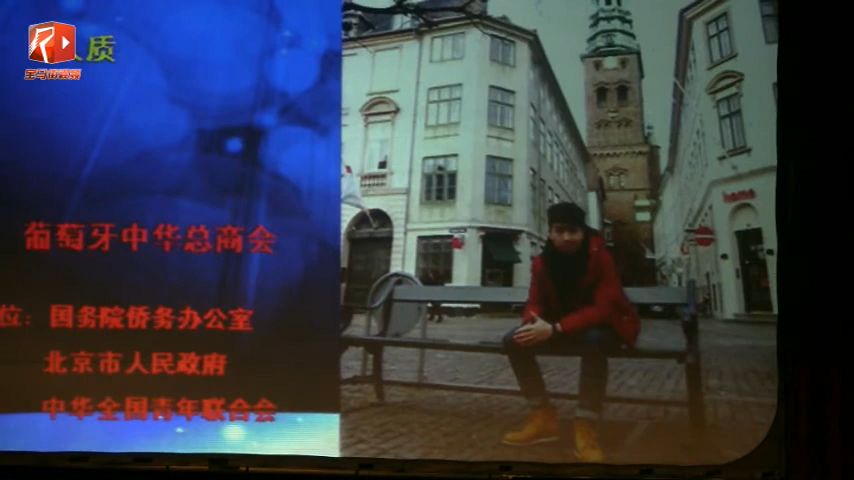 质
葡萄牙中华总商会
位：国务院侨务办公室
北京市人民政府
中华全国青年联合会
home